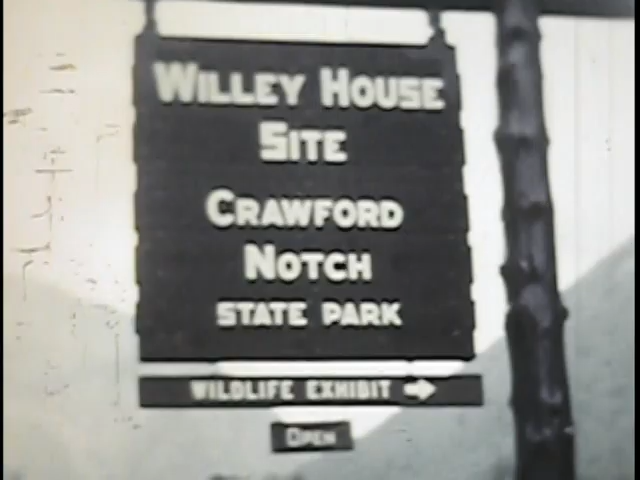 WILLEY HOUSE
SITE
CRAWFORD
NOTCH
STATE PARK
WILDLIFE EXHIBIT →
OPEN